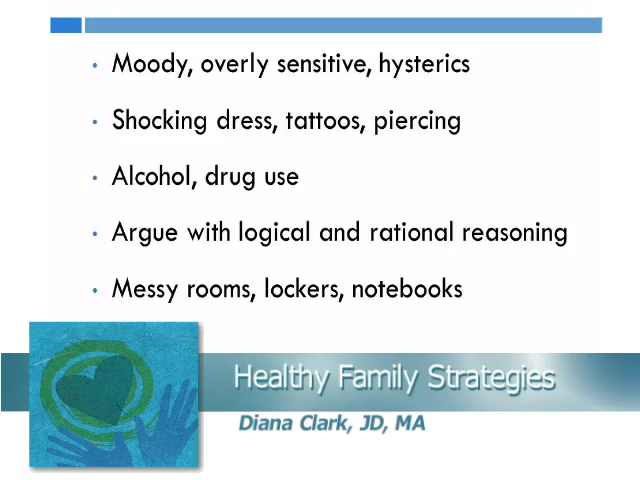 • Moody, overly sensitive, hysterics
• Shocking dress, tattoos, piercing
• Alcohol, drug use
• Argue with logical and rational reasoning
• Messy rooms, lockers, notebooks
Healthy Family Strategies
Diana Clark, JD, MA